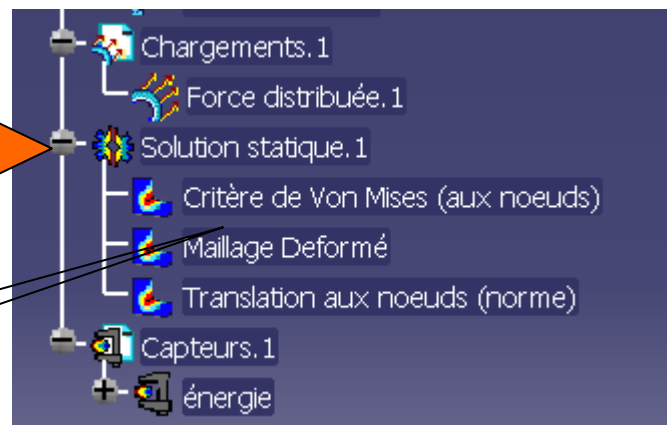 Chargements.1
Force distribuée.1
Solution statique.1
Critère de Von Mises (aux noeuds)
Maillage Deformé
Translation aux noeuds (norme)
Capteurs.1
énergie